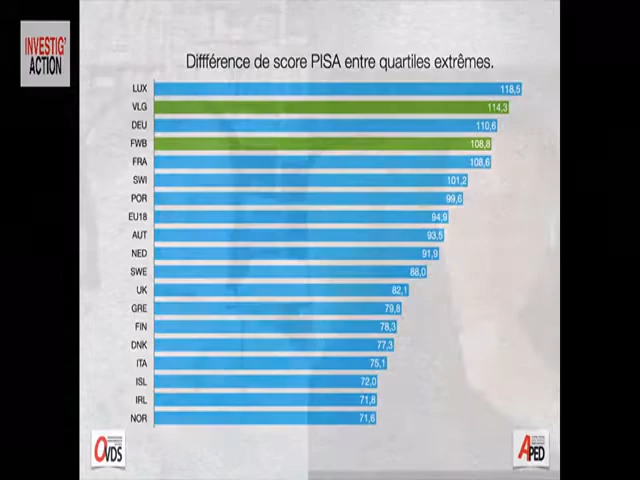 INVESTIG'
ACTION
Diffférence de score PISA entre quartiles extrêmes.
LUX 118,5
VLG 114,3
DEU 110,6
FWB 108,8
FRA 108,6
SWI 101,2
POR 99,6
EU18 94,9
AUT 93,5
NED 91,9
SWE 88,0
UK 82,1
GRE 79,8
FIN 78,3
DNK 77,3
ITA 75,1
ISL 72,0
IRL 71,8
NOR 71,6
OVDS
APED